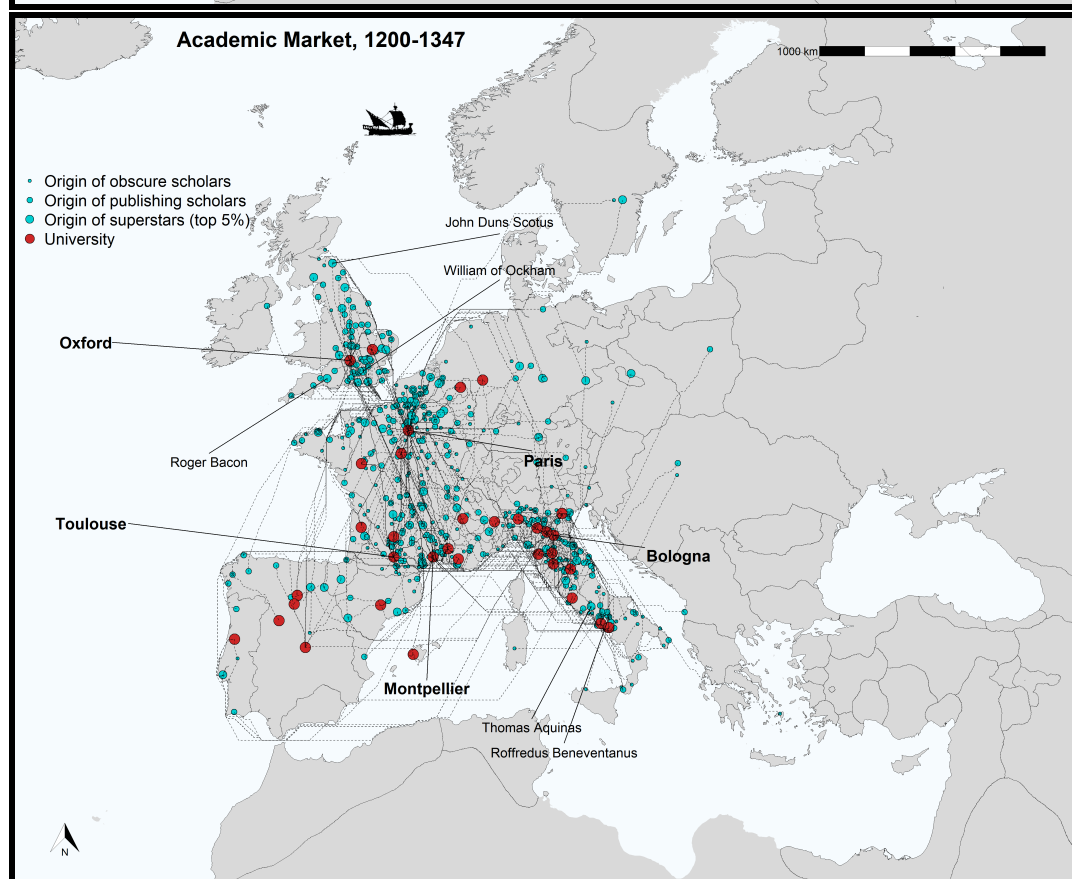 Academic Market, 1200-1347
1000 km
Origin of obscure scholars
Origin of publishing scholars
Origin of superstars (top 5%)
University
John Duns Scotus
William of Ockham
Oxford
Roger Bacon
Paris
Toulouse
Bologna
Montpellier
Thomas Aquinas
Roffredus Beneventanus
N